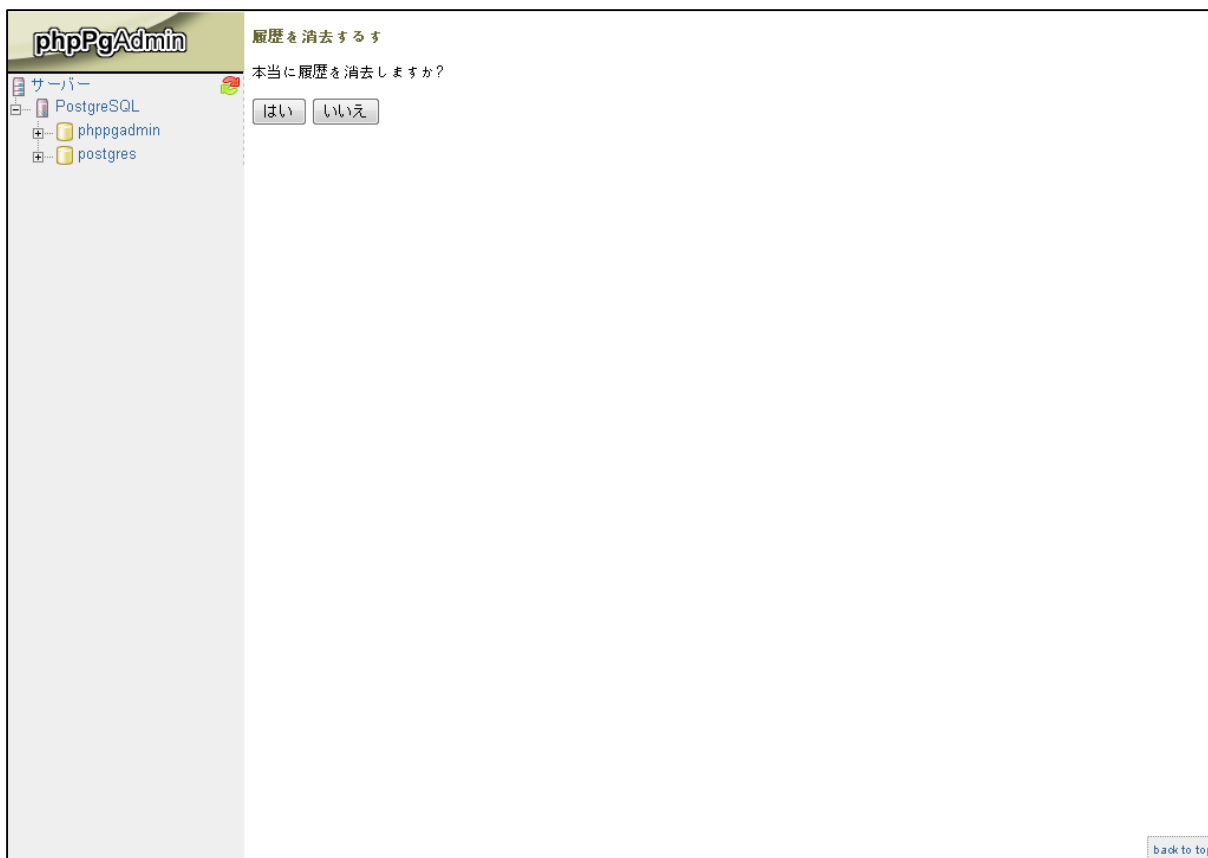 phpPgAdmin
サーバー
PostgreSQL
phppgadmin
postgres
履歴を消去するす
本当に履歴を消去しますか?
はい いいえ
back to top